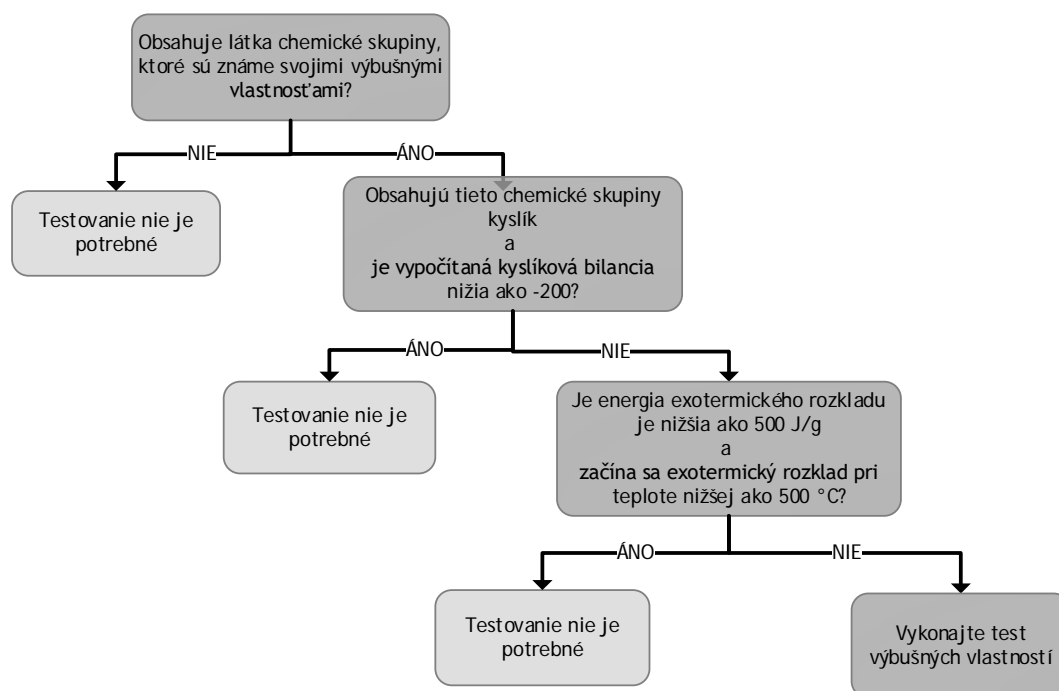 Obsahuje látka chemické skupiny,
ktoré sú známe svojimi výbušnými
vlastnosťami?
NIE
ÁNO
Testovanie nie je
potrebné
Obsahujú tieto chemické skupiny
kyslík
a
je vypočítaná kyslíková bilancia
nižia ako -200?
ÁNO
NIE
Testovanie nie je
potrebné
Je energia exotermického rozkladu
je nižšia ako 500 J/g
a
začína sa exotermický rozklad pri
teplote nižšej ako 500 °C?
ÁNO
NIE
Testovanie nie je
potrebné
Vykonajte test
výbušných vlastností